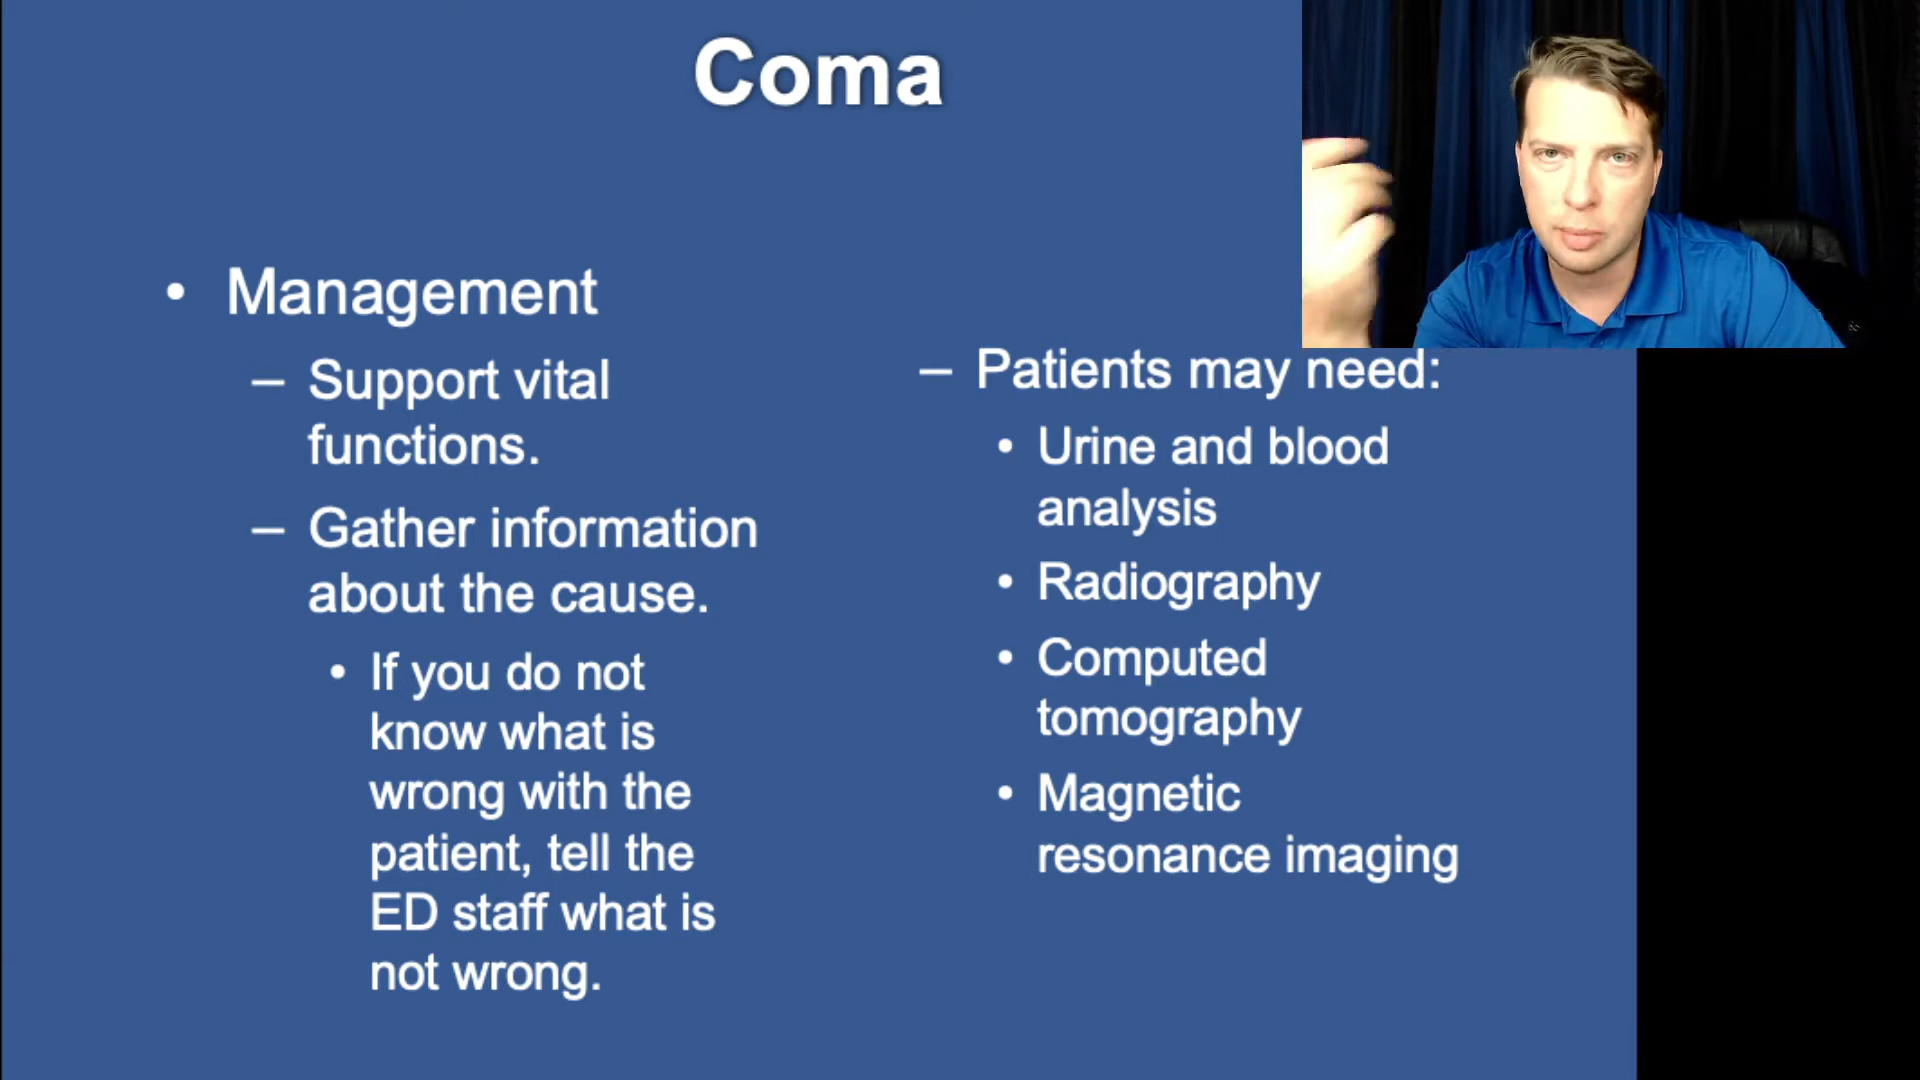 Coma
• Management
– Support vital
functions.
– Gather information
about the cause.
• If you do not
know what is
wrong with the
patient, tell the
ED staff what is
not wrong.
– Patients may need:
• Urine and blood
analysis
• Radiography
• Computed
tomography
• Magnetic
resonance imaging